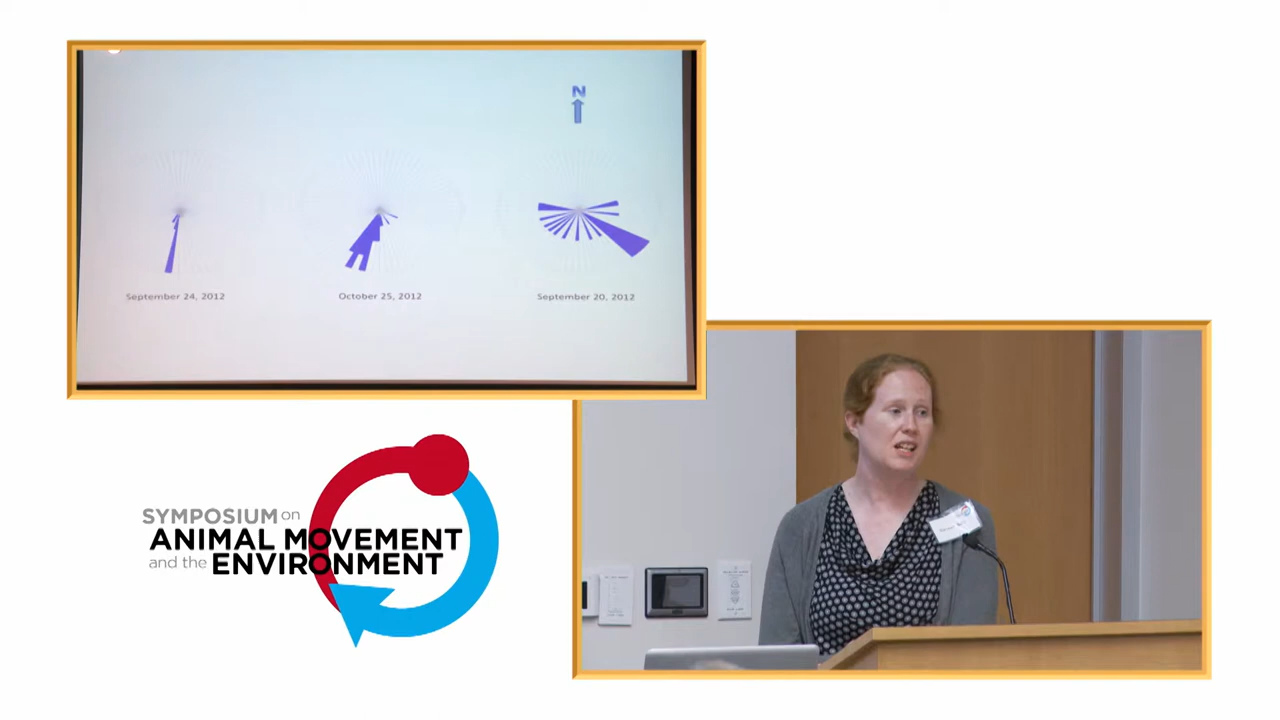 N
September 24, 2012
October 25, 2012
September 20, 2012
SYMPOSIUM on
ANIMAL MOVEMENT
and the ENVIRONMENT